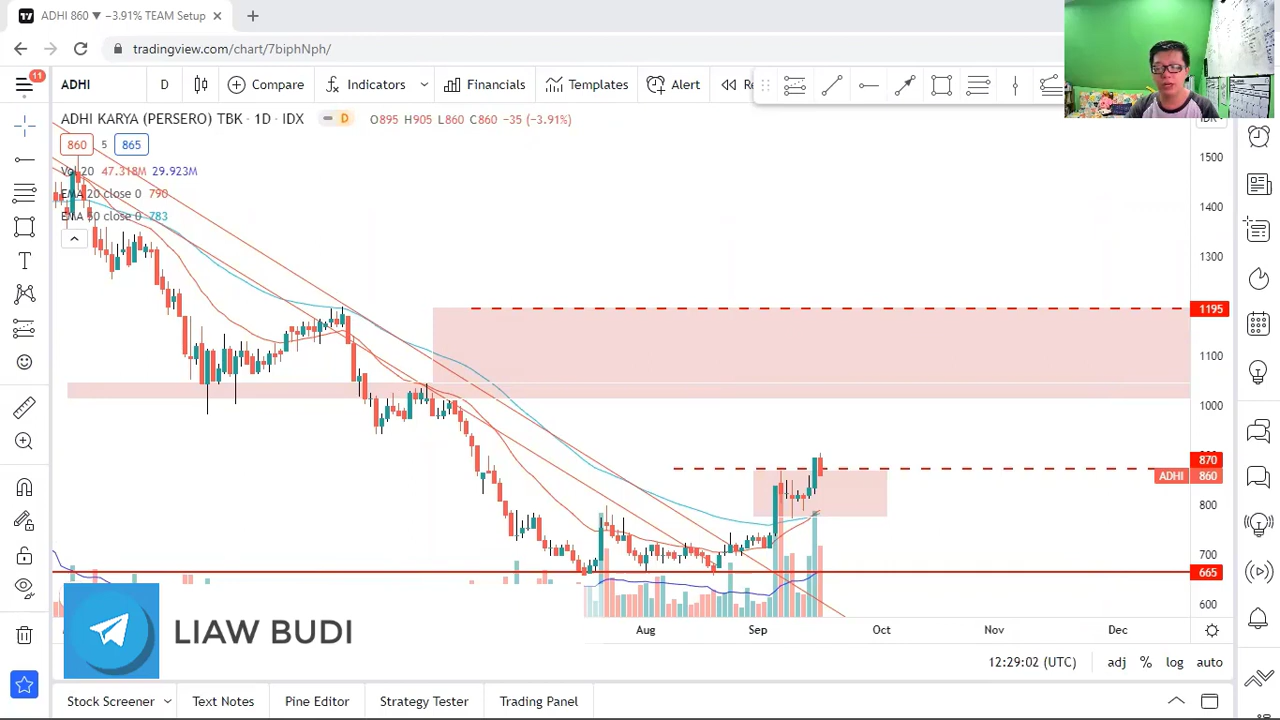 ADHI 860 ▼ −3.91% TEAM Setup
tradingview.com/chart/7biphNph/
11
ADHI
D
Compare
Indicators
Financials
Templates
Alert
ADHI KARYA (PERSERO) TBK · 1D · IDX
D
O895 H905 L860 C860 −35 (−3.91%)
860
5
865
Vol 20 47.318M 29.923M
EMA 20 close 0 790
EMA 50 close 0 783
1500
1400
1300
1195
1100
1000
870
ADHI 860
800
700
665
600
LIAW BUDI
Aug
Sep
Oct
Nov
Dec
12:29:02 (UTC)
adj
%
log
auto
Stock Screener
Text Notes
Pine Editor
Strategy Tester
Trading Panel